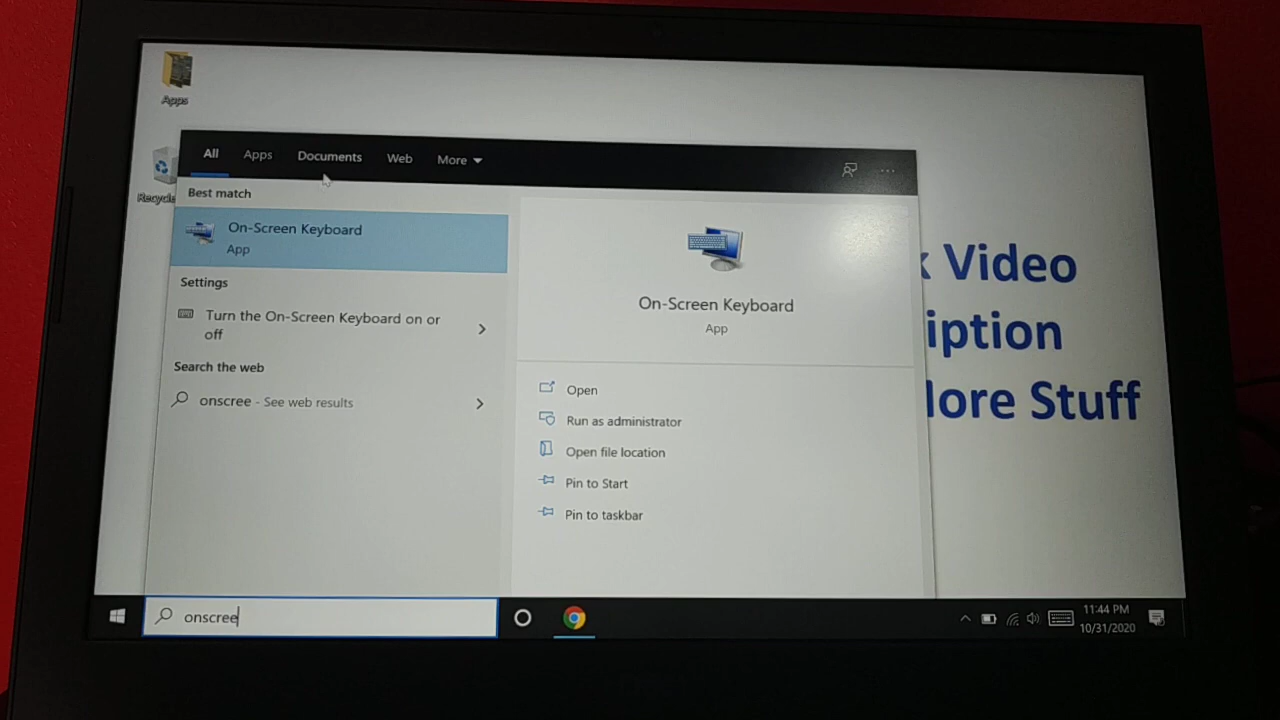 Apps
All Apps Documents Web More
Best match
On-Screen Keyboard
App
Settings
Turn the On-Screen Keyboard on or
off
Search the web
onscree - See web results
On-Screen Keyboard
App
Open
Run as administrator
Open file location
Pin to Start
Pin to taskbar
Video
iption
lore Stuff
onscree
11:44 PM
10/31/2020